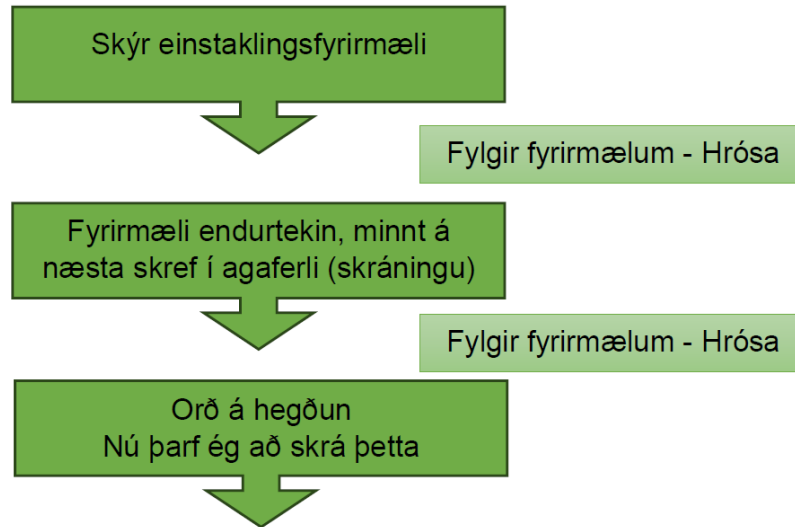 Skýr einstaklingsfyrirmæli
Fylgir fyrirmælum - Hrósa
Fyrirmæli endurtekin, minnt á
næsta skref í agaferli (skráningu)
Fylgir fyrirmælum - Hrósa
Orð á hegðun
Nú þarf ég að skrá þetta